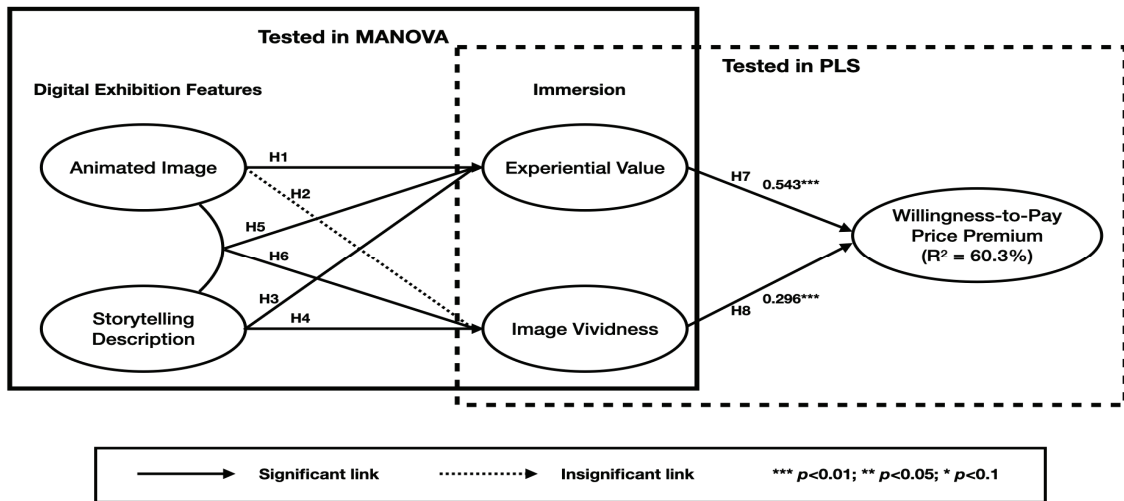 Tested in MANOVA
Tested in PLS
Digital Exhibition Features
Immersion
Animated Image
H1
Experiential Value
H2
H7
0.543***
H5
Willingness-to-Pay
Price Premium
(R² = 60.3%)
H6
H3
Storytelling
Description
H4
Image Vividness
0.296***
H8
Significant link
Insignificant link
*** p<0.01; ** p<0.05; * p<0.1